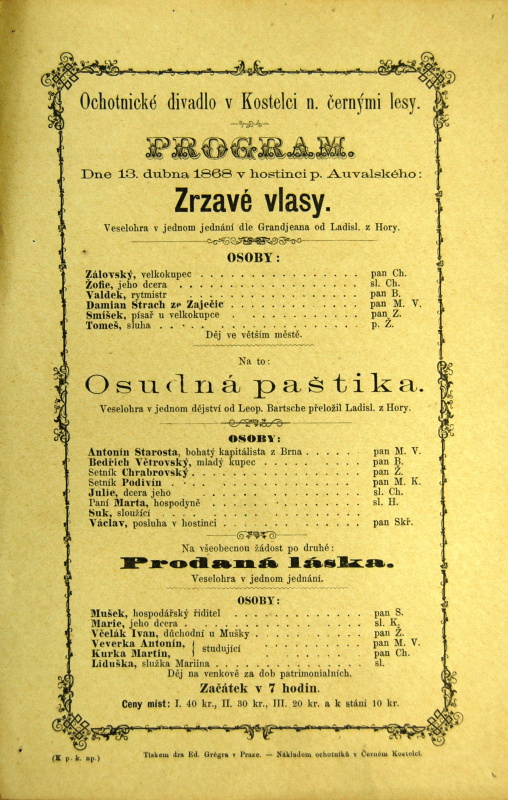 Ochotnické divadlo v Kostelci n. černými lesy.
PROGRAM.
Dne 13. dubna 1868 v hostinci p. Auvalského:
Zrzavé vlasy.
Veselohra v jednom jednání dle Grandjeana od Ladisl. z Hory.
OSOBY:
Zálovský, velkokupec . . . . . . . . . . . . . . . . pan Ch.
Žofie, jeho dcera . . . . . . . . . . . . . . . . sl. Ch.
Valdek, rytmistr . . . . . . . . . . . . . . . . pan B.
Damian Strach ze Zaječic . . . . . . . . . . . . pan M. V.
Smíšek, písař u velkokupce . . . . . . . . . . . . pan Z.
Tomeš, sluha . . . . . . . . . . . . . . . . p. Ž.
Děj ve větším městě.
Na to:
Osudná paštika.
Veselohra v jednom dějství od Leop. Bartsche přeložil Ladisl. z Hory.
OSOBY:
Antonín Starosta, bohatý kapitálista z Brna . . . . . pan M. V.
Bedřich Větrovský, mladý kupec . . . . . . . . . pan B.
Setník Chrabrovský . . . . . . . . . . . . . pan Ž.
Setník Podivín . . . . . . . . . . . . . pan M. K.
Julie, dcera jeho . . . . . . . . . . . . . sl. Ch.
Paní Marta, hospodyně . . . . . . . . . . . . sl. H.
Suk, sloužící . . . . . . . . . . . . .
Václav, posluha v hostinci . . . . . . . . . . . pan Skř.
Na všeobecnou žádost po druhé:
Prodaná láska.
Veselohra v jednom jednání.
OSOBY:
Mušek, hospodářský řiditel . . . . . . . . . . pan S.
Marie, jeho dcera . . . . . . . . . . . . . sl. K.
Včelák Ivan, důchodní u Mušky . . . . . . . . . pan Ž.
Veverka Antonín, } studující . . . . . . . . . pan M. V.
Kurka Martin, . . . . . . . . . pan Ch.
Liduška, služka Mariina . . . . . . . . . . . sl.
Děj na venkově za dob patrimonialních.
Začátek v 7 hodin.
Ceny míst: I. 40 kr., II. 30 kr., III. 20 kr. a k stání 10 kr.
(K p. k. np.) Tiskem dra Ed. Grégra v Praze. — Nákladem ochotníků v Černém Kostelci.